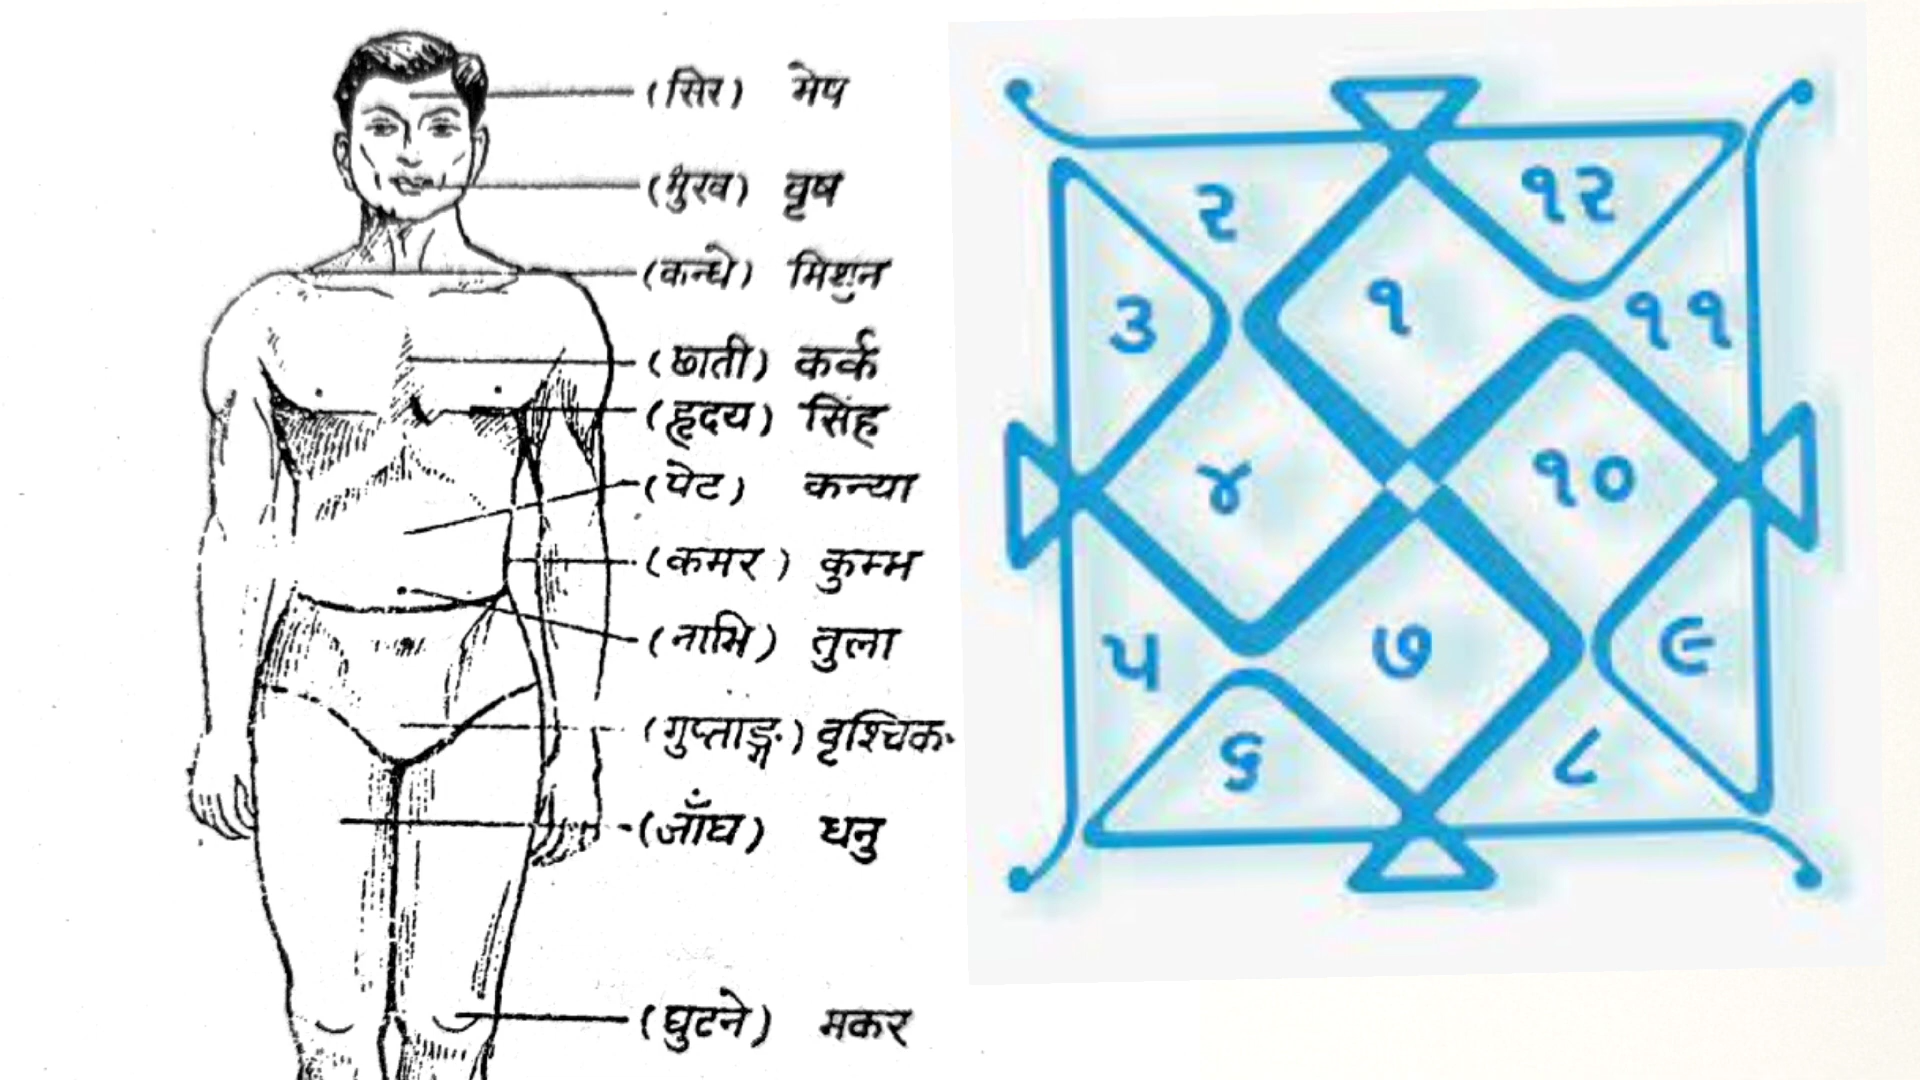 (सिर) मेष
(मुख) वृष
(कन्धे) मिथुन
(छाती) कर्क
(हृदय) सिंह
(पेट) कन्या
(कमर) कुम्भ
(नाभि) तुला
(गुप्ताङ्ग) वृश्चिक
(जाँघ) धनु
(घुटने) मकर
२
१२
३
१
११
४
१०
५
७
९
६
८